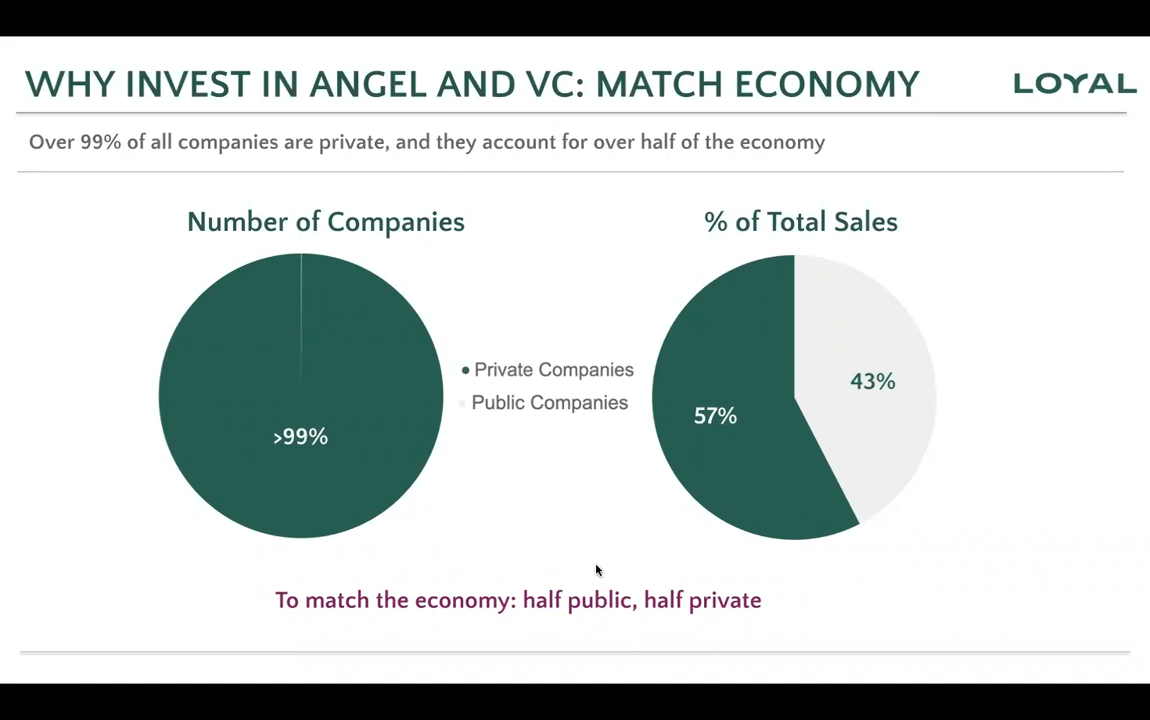 WHY INVEST IN ANGEL AND VC: MATCH ECONOMY
LOYAL
Over 99% of all companies are private, and they account for over half of the economy
Number of Companies
% of Total Sales
>99%
Private Companies
Public Companies
57%
43%
To match the economy: half public, half private